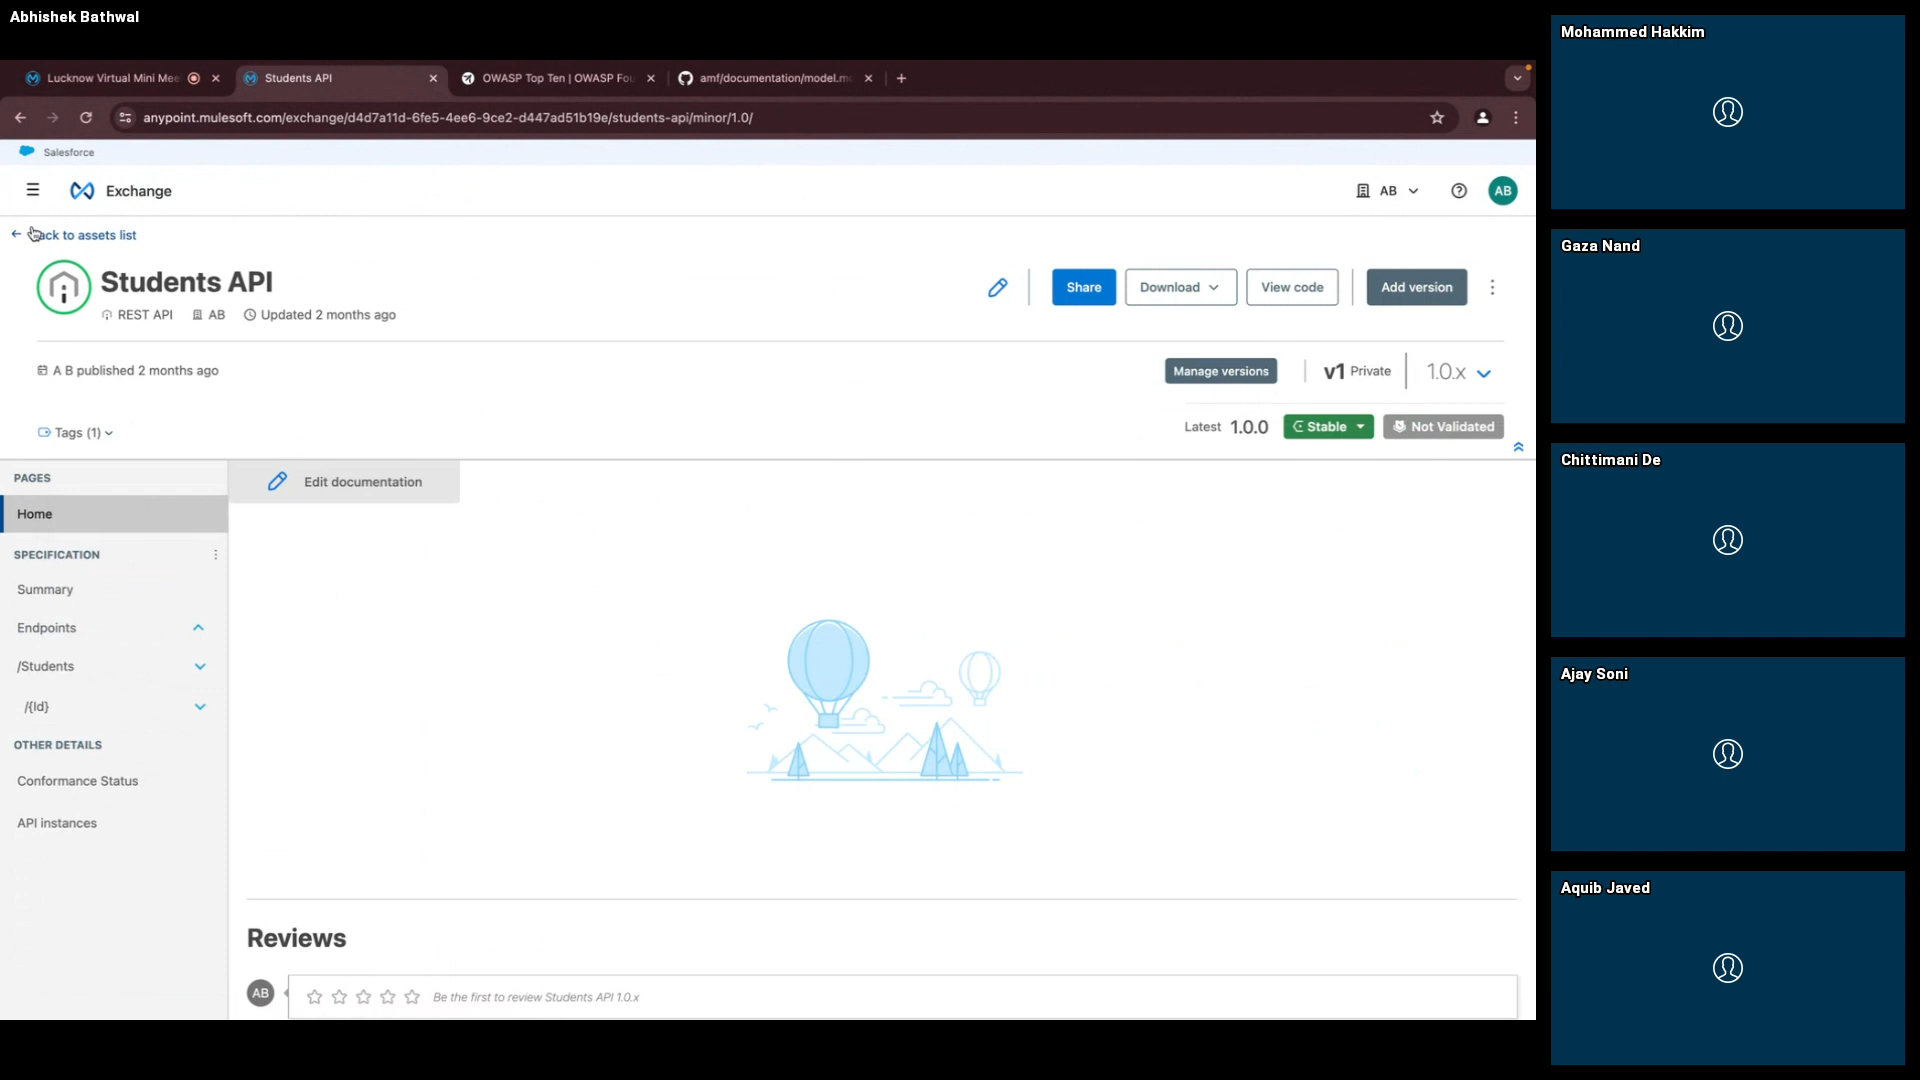 Abhishek Bathwal
Lucknow Virtual Mini Mee
Students API
OWASP Top Ten | OWASP Fou
amf/documentation/model.m
anypoint.mulesoft.com/exchange/d4d7a11d-6fe5-4ee6-9ce2-d447ad51b19e/students-api/minor/1.0/
Salesforce
Exchange
AB
AB
ack to assets list
Students API
REST API
AB
Updated 2 months ago
Share
Download
View code
Add version
A B published 2 months ago
Manage versions
v1 Private
1.0.x
Tags (1)
Latest 1.0.0
Stable
Not Validated
PAGES
Home
SPECIFICATION
Summary
Endpoints
/Students
/{Id}
OTHER DETAILS
Conformance Status
API instances
Edit documentation
Reviews
AB
Be the first to review Students API 1.0.x
Mohammed Hakkim
Gaza Nand
Chittimani De
Ajay Soni
Aquib Javed